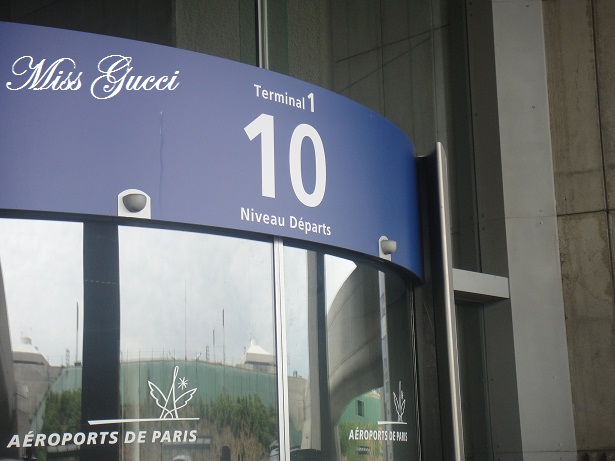 Miss Gucci
Terminal 1
10
Niveau Départs
AÉROPORTS DE PARIS
AÉROPORTS DE PARIS